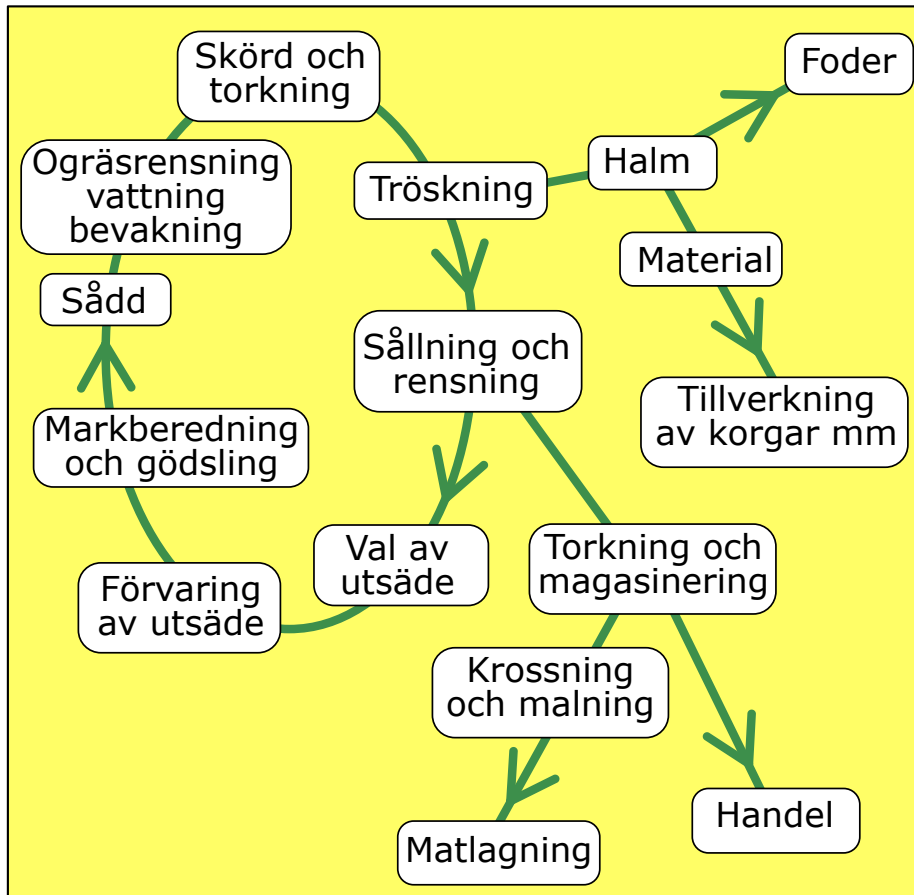 Skörd och
torkning
Foder
Ogräsrensning
vattning
bevakning
Tröskning
Halm
Sådd
Material
Sållning och
rensning
Markberedning
och gödsling
Tillverkning
av korgar mm
Val av
utsäde
Torkning och
magasinering
Förvaring
av utsäde
Krossning
och malning
Handel
Matlagning